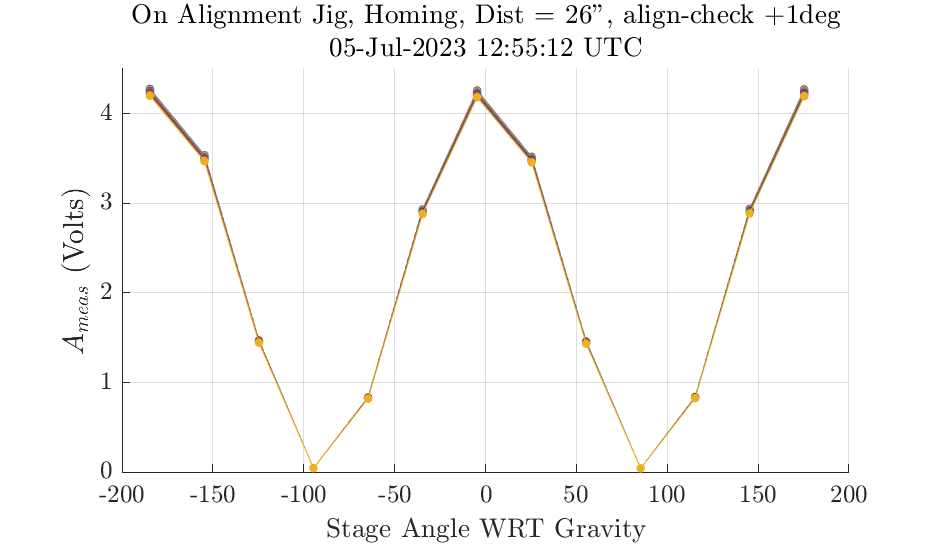 On Alignment Jig, Homing, Dist = 26”, align-check +1deg
05-Jul-2023 12:55:12 UTC
A_meas (Volts)
4
3
2
1
0
-200 -150 -100 -50 0 50 100 150 200
Stage Angle WRT Gravity